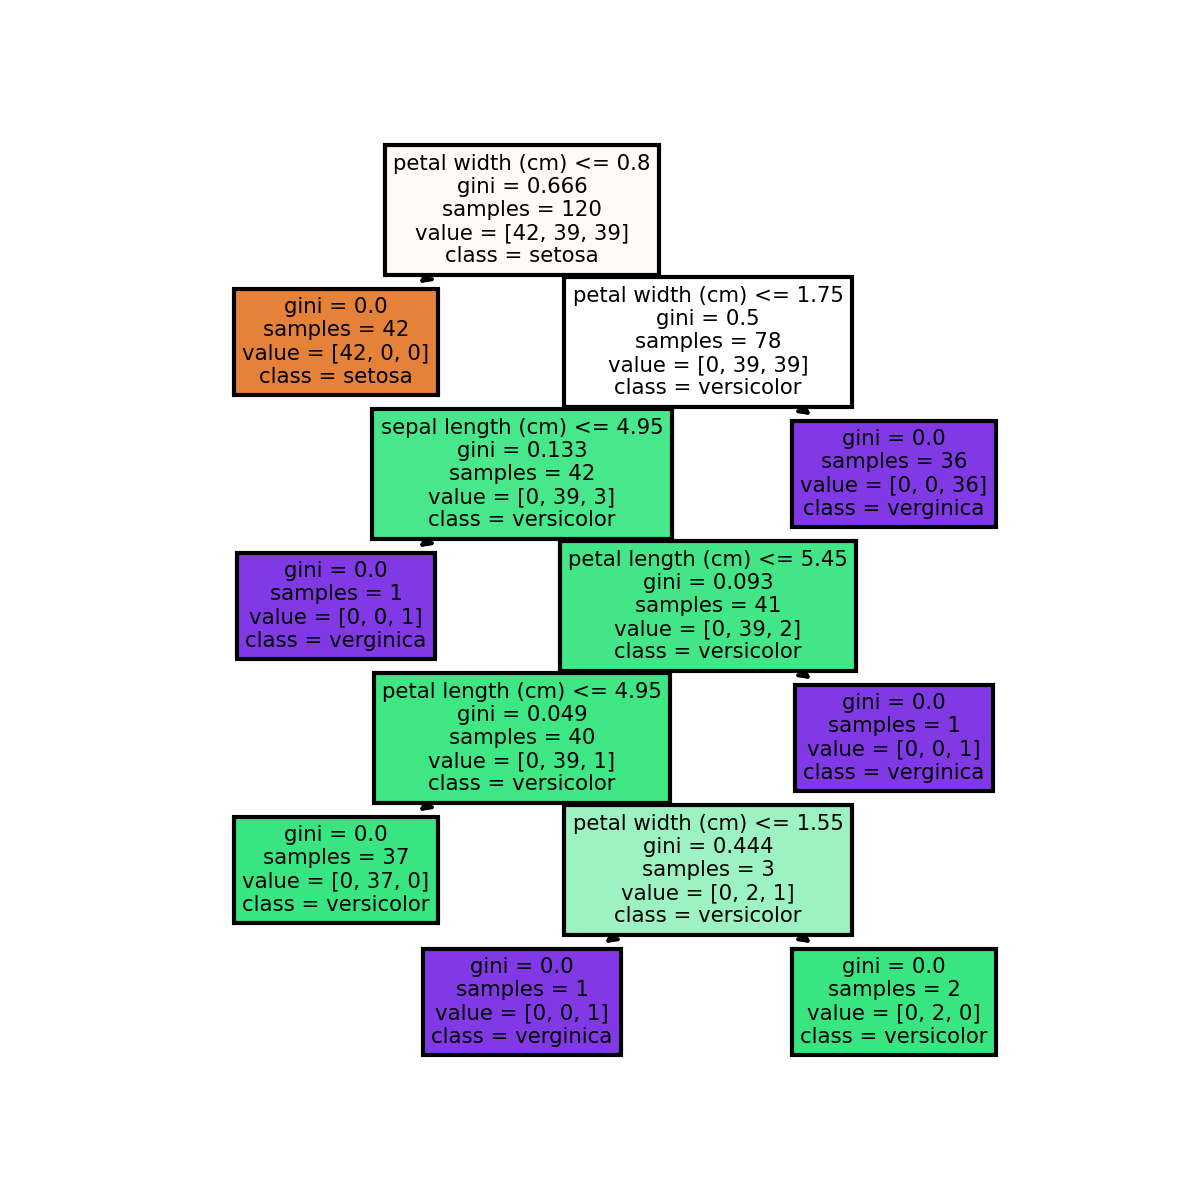 petal width (cm) <= 0.8
gini = 0.666
samples = 120
value = [42, 39, 39]
class = setosa
gini = 0.0
samples = 42
value = [42, 0, 0]
class = setosa
petal width (cm) <= 1.75
gini = 0.5
samples = 78
value = [0, 39, 39]
class = versicolor
sepal length (cm) <= 4.95
gini = 0.133
samples = 42
value = [0, 39, 3]
class = versicolor
gini = 0.0
samples = 36
value = [0, 0, 36]
class = verginica
gini = 0.0
samples = 1
value = [0, 0, 1]
class = verginica
petal length (cm) <= 5.45
gini = 0.093
samples = 41
value = [0, 39, 2]
class = versicolor
petal length (cm) <= 4.95
gini = 0.049
samples = 40
value = [0, 39, 1]
class = versicolor
gini = 0.0
samples = 1
value = [0, 0, 1]
class = verginica
gini = 0.0
samples = 37
value = [0, 37, 0]
class = versicolor
petal width (cm) <= 1.55
gini = 0.444
samples = 3
value = [0, 2, 1]
class = versicolor
gini = 0.0
samples = 1
value = [0, 0, 1]
class = verginica
gini = 0.0
samples = 2
value = [0, 2, 0]
class = versicolor